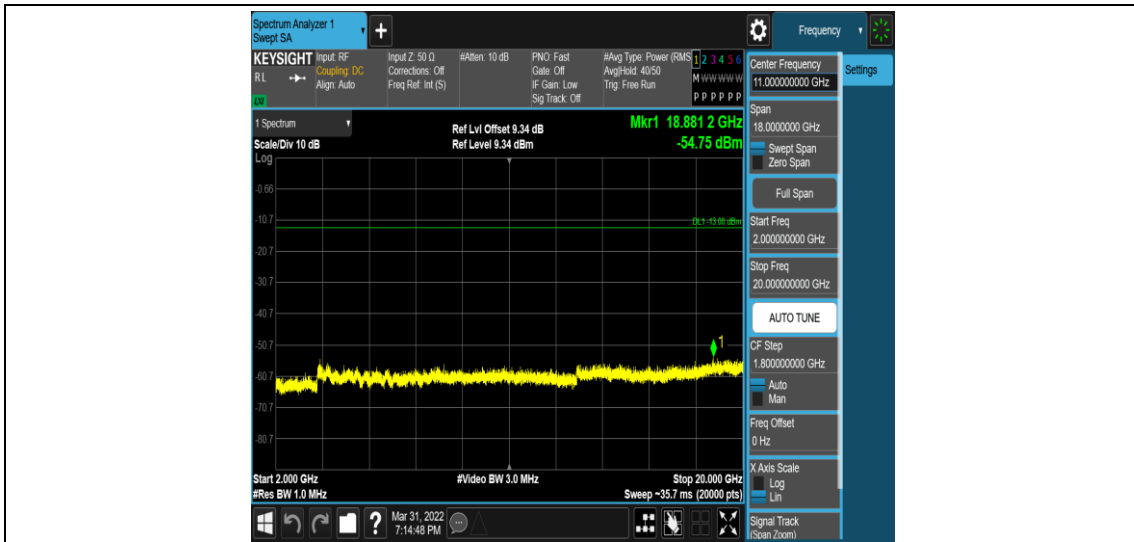 Spectrum Analyzer 1
Swept SA
+
Frequency
KEYSIGHT
RL
LXI
Input: RF
Coupling: DC
Align: Auto
Input Z: 50 Ω
Corrections: Off
Freq Ref: Int (S)
#Atten: 10 dB
PNO: Fast
Gate: Off
IF Gain: Low
Sig Track: Off
#Avg Type: Power (RMS
Avg|Hold: 40/50
Trig: Free Run
1 2 3 4 5 6
M W W W W W
P P P P P P
Center Frequency
11.000000000 GHz
Settings
Span
18.0000000 GHz
Swept Span
Zero Span
Full Span
Start Freq
2.000000000 GHz
Stop Freq
20.000000000 GHz
AUTO TUNE
CF Step
1.800000000 GHz
Auto
Man
Freq Offset
0 Hz
X Axis Scale
Log
Lin
Signal Track
(Span Zoom)
1 Spectrum
Scale/Div 10 dB
Log
Ref Lvl Offset 9.34 dB
Ref Level 9.34 dBm
Mkr1 18.881 2 GHz
-54.75 dBm
-0.66
-10.7
DL1 -13.00 dBm
-20.7
-30.7
-40.7
-50.7
1
-60.7
-70.7
-80.7
Start 2.000 GHz
#Res BW 1.0 MHz
#Video BW 3.0 MHz
Stop 20.000 GHz
Sweep ~35.7 ms (20000 pts)
?
Mar 31, 2022
7:14:48 PM